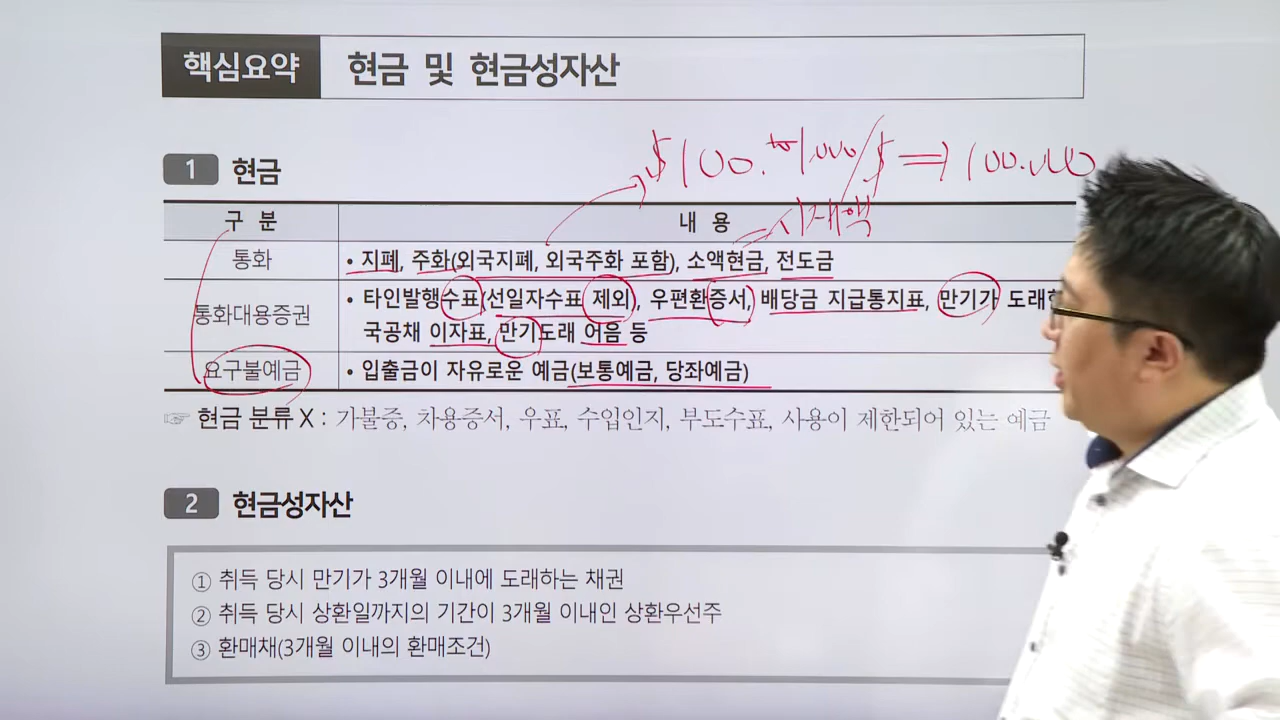 핵심요약 현금 및 현금성자산
$100. 1,000/$ ⇒ 100.000
1 현금
구 분 내 용
시재액
통화 • 지폐, 주화(외국지폐, 외국주화 포함), 소액현금, 전도금
통화대용증권 • 타인발행수표(선일자수표 제외), 우편환증서, 배당금 지급통지표, 만기가
국공채 이자표, 만기도래 어음 등
요구불예금 • 입출금이 자유로운 예금(보통예금, 당좌예금)
☞ 현금 분류 X : 가불증, 차용증서, 우표, 수입인지, 부도수표, 사용이 제한되어 있는 예금
2 현금성자산
① 취득 당시 만기가 3개월 이내에 도래하는 채권
② 취득 당시 상환일까지의 기간이 3개월 이내인 상환우선주
③ 환매채(3개월 이내의 환매조건)